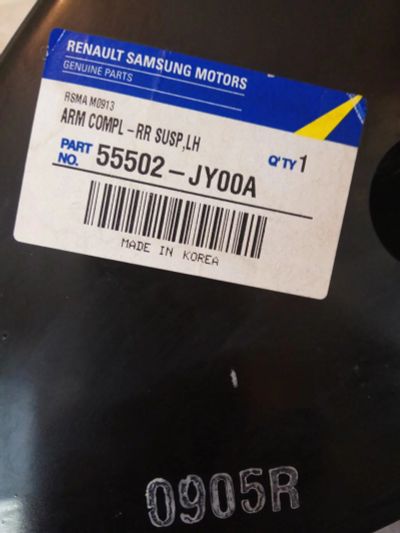 RENAULT SAMSUNG MOTORS
GENUINE PARTS
RSMA M0913
ARM COMPL-RR SUSP,LH
PART NO. 55502-JY00A Q'TY 1
MADE IN KOREA
0905R